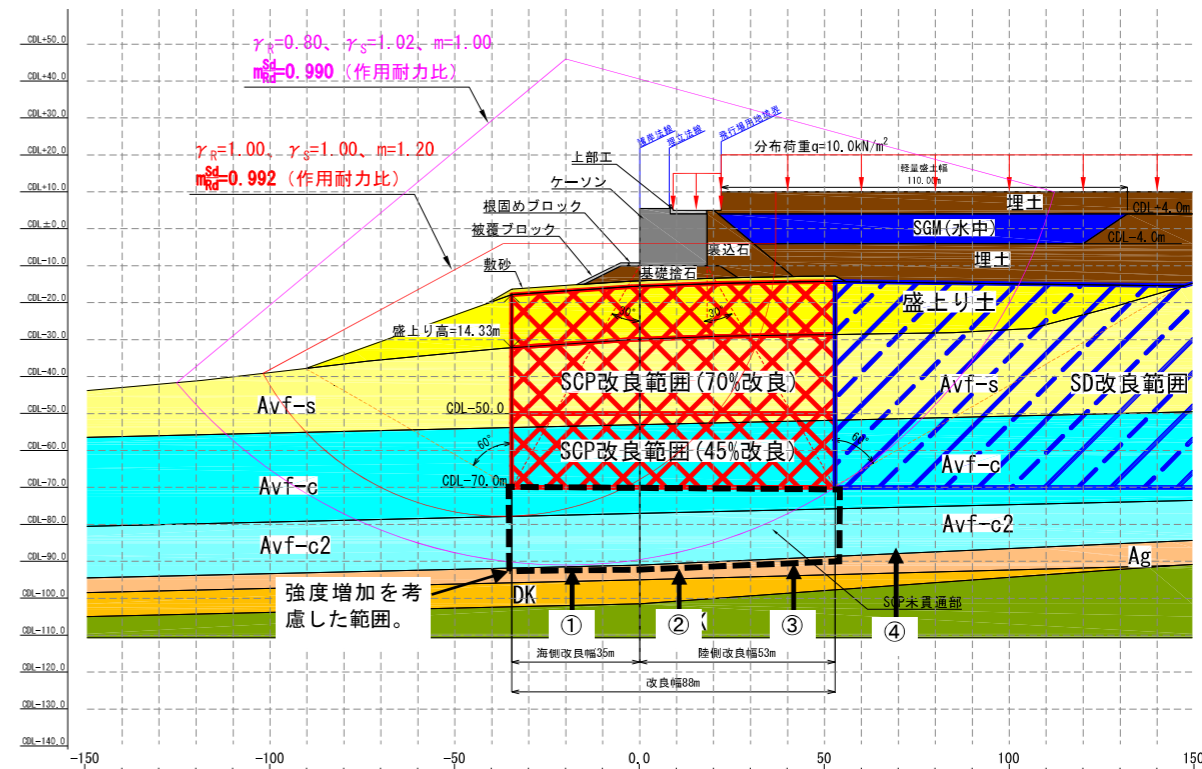 CDL+50.0
CDL+40.0
CDL+30.0
CDL+20.0
CDL+10.0
CDL±0.0
CDL-10.0
CDL-20.0
CDL-30.0
CDL-40.0
CDL-50.0
CDL-60.0
CDL-70.0
CDL-80.0
CDL-90.0
CDL-100.0
CDL-110.0
CDL-120.0
CDL-130.0
CDL-140.0
γR=0.80、γS=1.02、m=1.00
m Sd/Rd=0.990 (作用耐力比)
γR=1.00、γS=1.00、m=1.20
m Sd/Rd=0.992 (作用耐力比)
護岸法線
埋立法線
飛行場用地境界
分布荷重q=10.0kN/m²
軽量盛土幅
110.00m
上部工
ケーソン
根固めブロック
被覆ブロック
敷砂
基礎捨石
裏込石
埋土
CDL-4.0m
SGM(水中)
CDL-4.0m
埋土
盛上り土
盛上り高=14.33m
SCP改良範囲(70%改良)
Avf-s
SD改良範囲
Avf-s
CDL-50.0
SCP改良範囲(45%改良)
60°
60°
Avf-c
CDL-70.0m
Avf-c
Avf-c2
Avf-c2
Ag
強度増加を考
慮した範囲。
DK
SCP未貫通部
①
②
③
④
海側改良幅35m
陸側改良幅53m
改良幅88m
-150
-100
-50
0.0
50
100
150